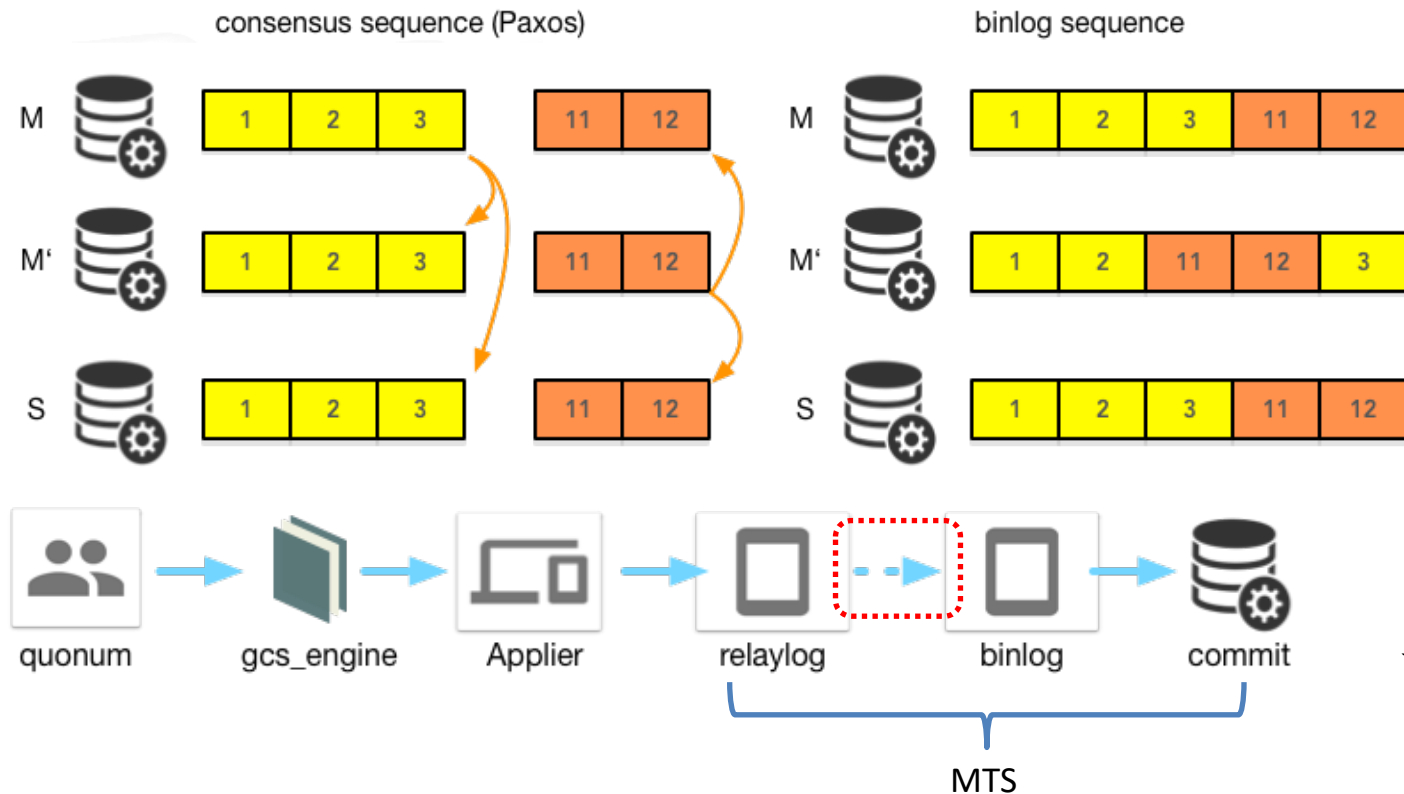 consensus sequence (Paxos) binlog sequence
M 1 2 3 11 12 M 1 2 3 11 12
M‘ 1 2 3 11 12 M‘ 1 2 11 12 3
S 1 2 3 11 12 S 1 2 3 11 12
quonum gcs_engine Applier relaylog binlog commit
MTS